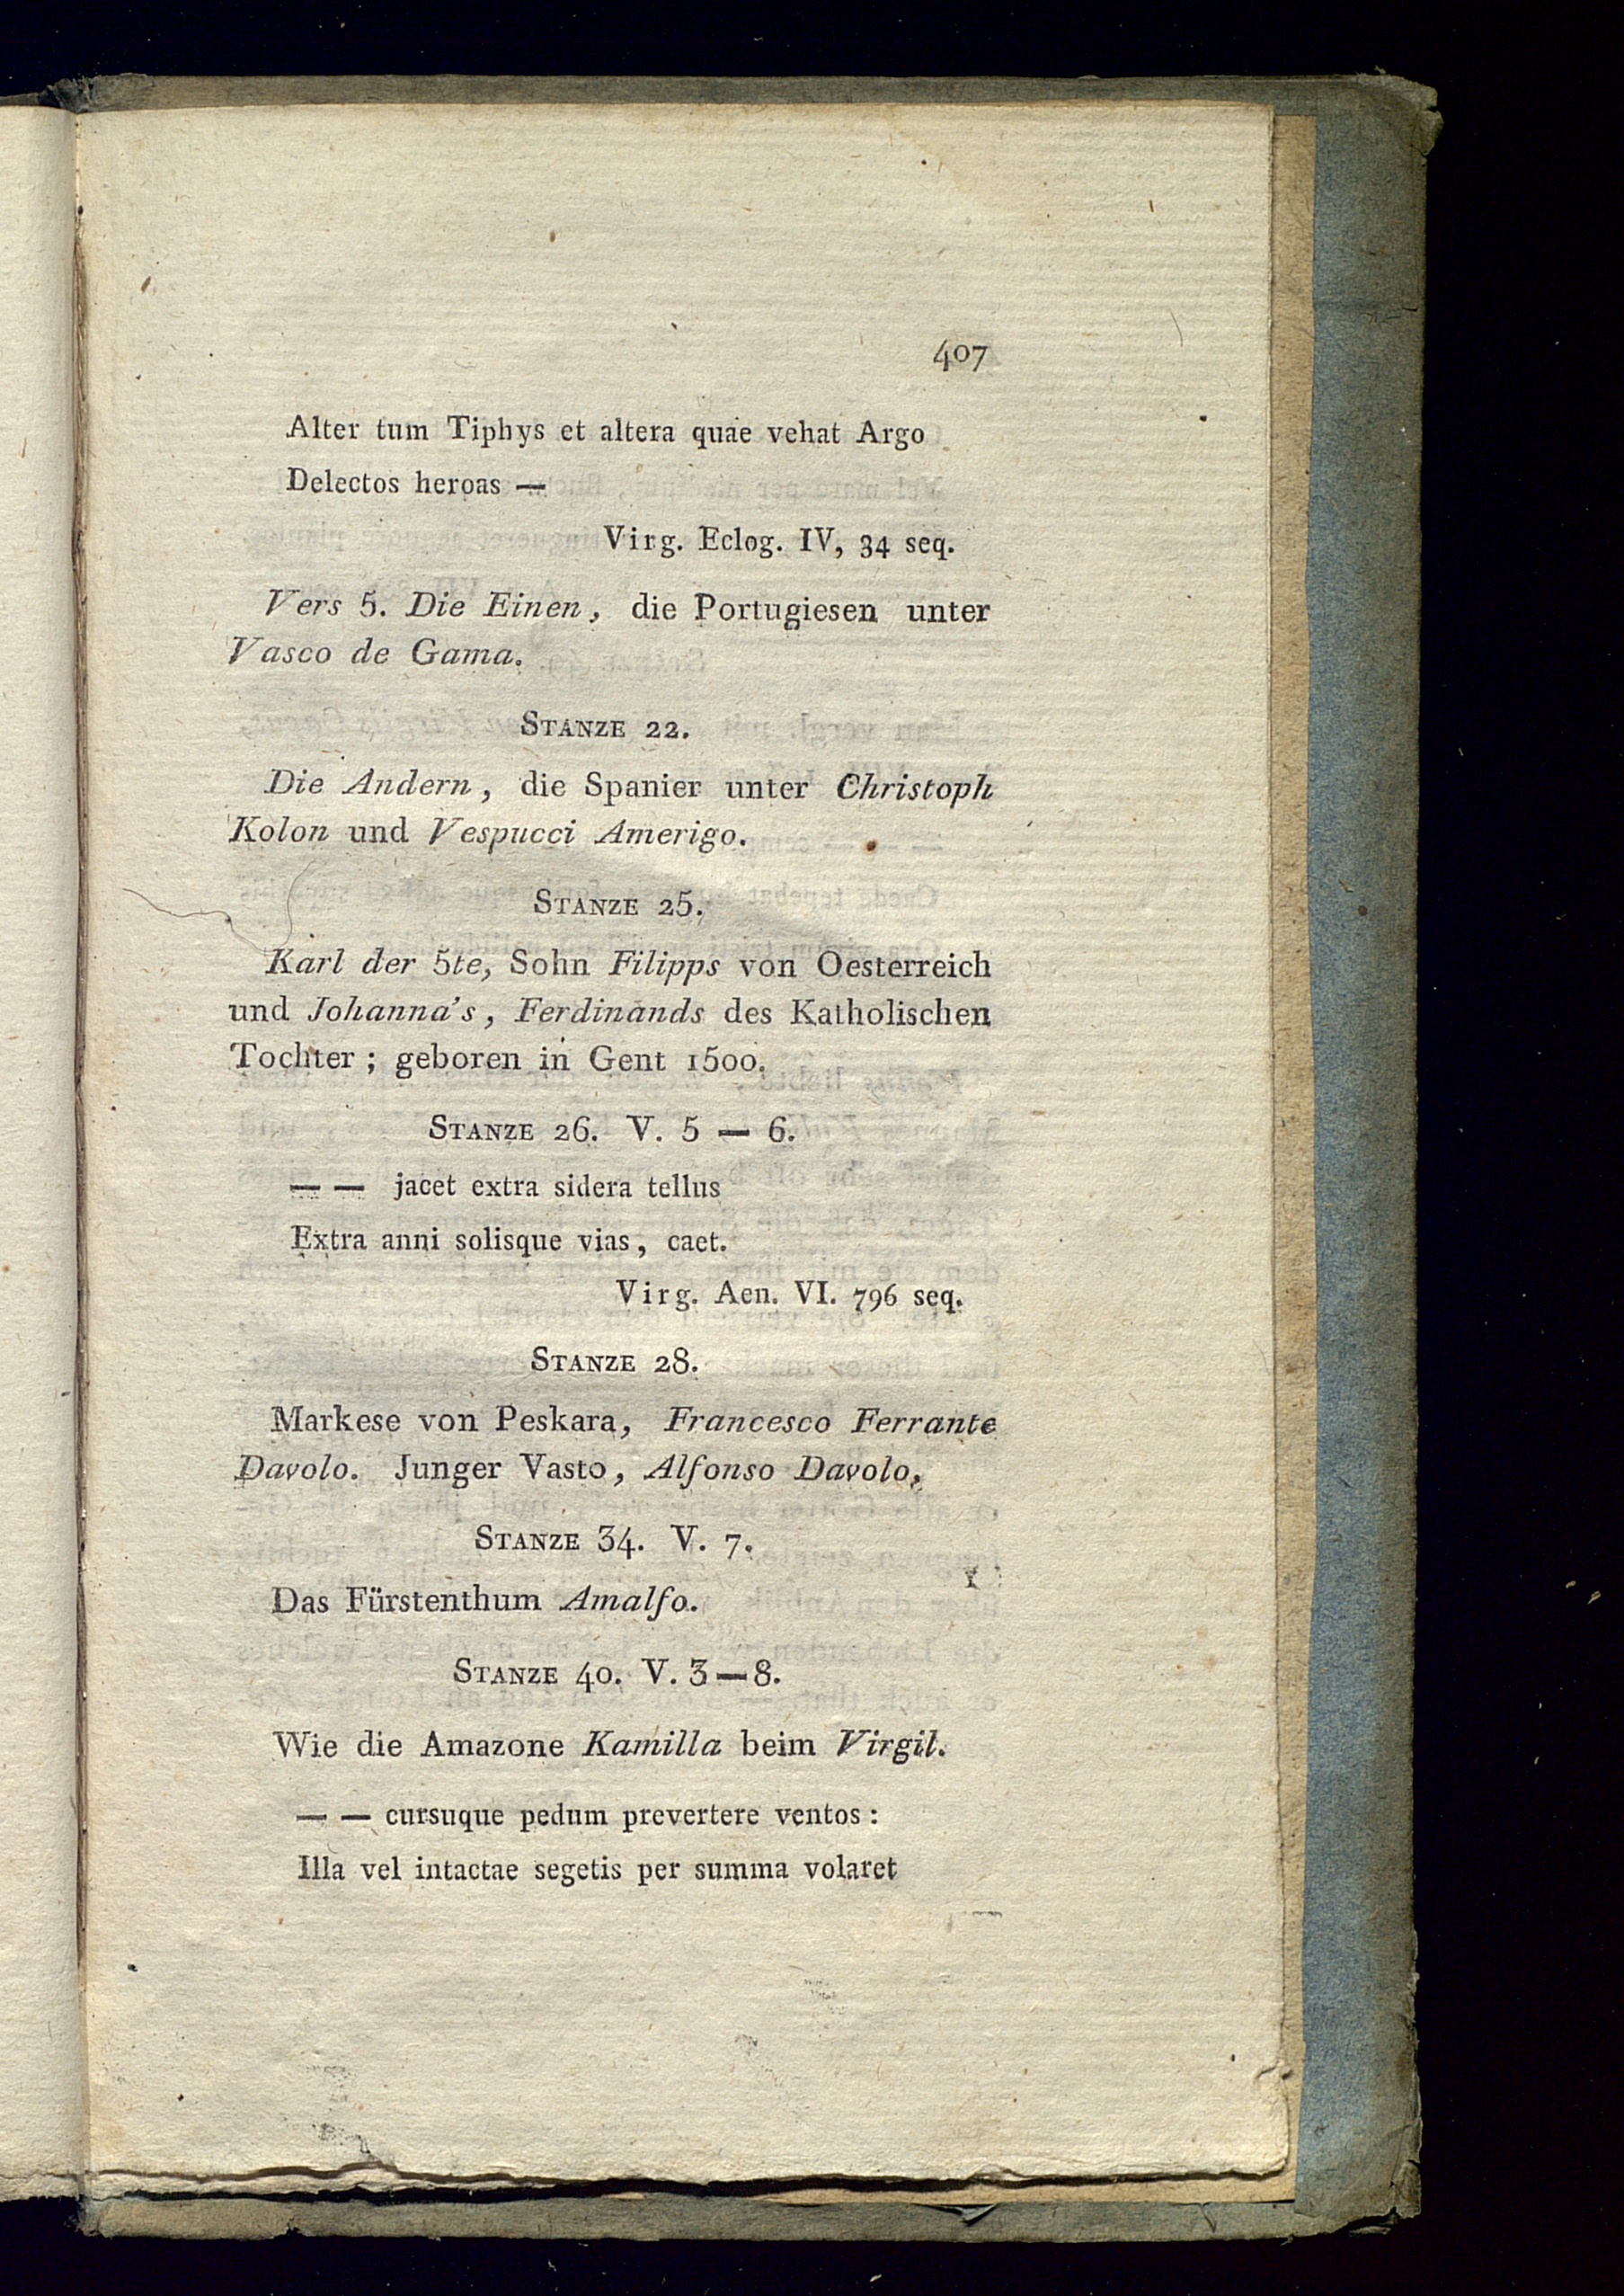 407
Alter tum Tiphys et altera quae vehat Argo
Delectos heroas —
Virg. Eclog. IV, 34 seq.
Vers 5. Die Einen, die Portugiesen unter
Vasco de Gama.
STANZE 22.
Die Andern, die Spanier unter Christoph
Kolon und Vespucci Amerigo.
STANZE 25.
Karl der 5te, Sohn Filipps von Oesterreich
und Johanna's, Ferdinands des Katholischen
Tochter; geboren in Gent 1500.
STANZE 26. V. 5 — 6.
— — jacet extra sidera tellus
Extra anni solisque vias, caet.
Virg. Aen. VI. 796 seq.
STANZE 28.
Markese von Peskara, Francesco Ferrante
Davolo. Junger Vasto, Alfonso Davolo.
STANZE 34. V. 7.
Das Fürstenthum Amalfo.
STANZE 40. V. 3—8.
Wie die Amazone Kamilla beim Virgil.
— — cursuque pedum prevertere ventos:
Illa vel intactae segetis per summa volaret